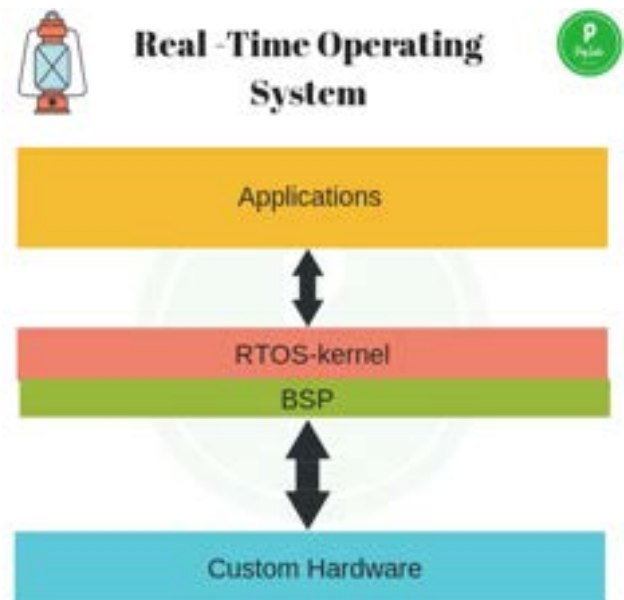 Real -Time Operating
System
Applications
RTOS-kernel
BSP
Custom Hardware